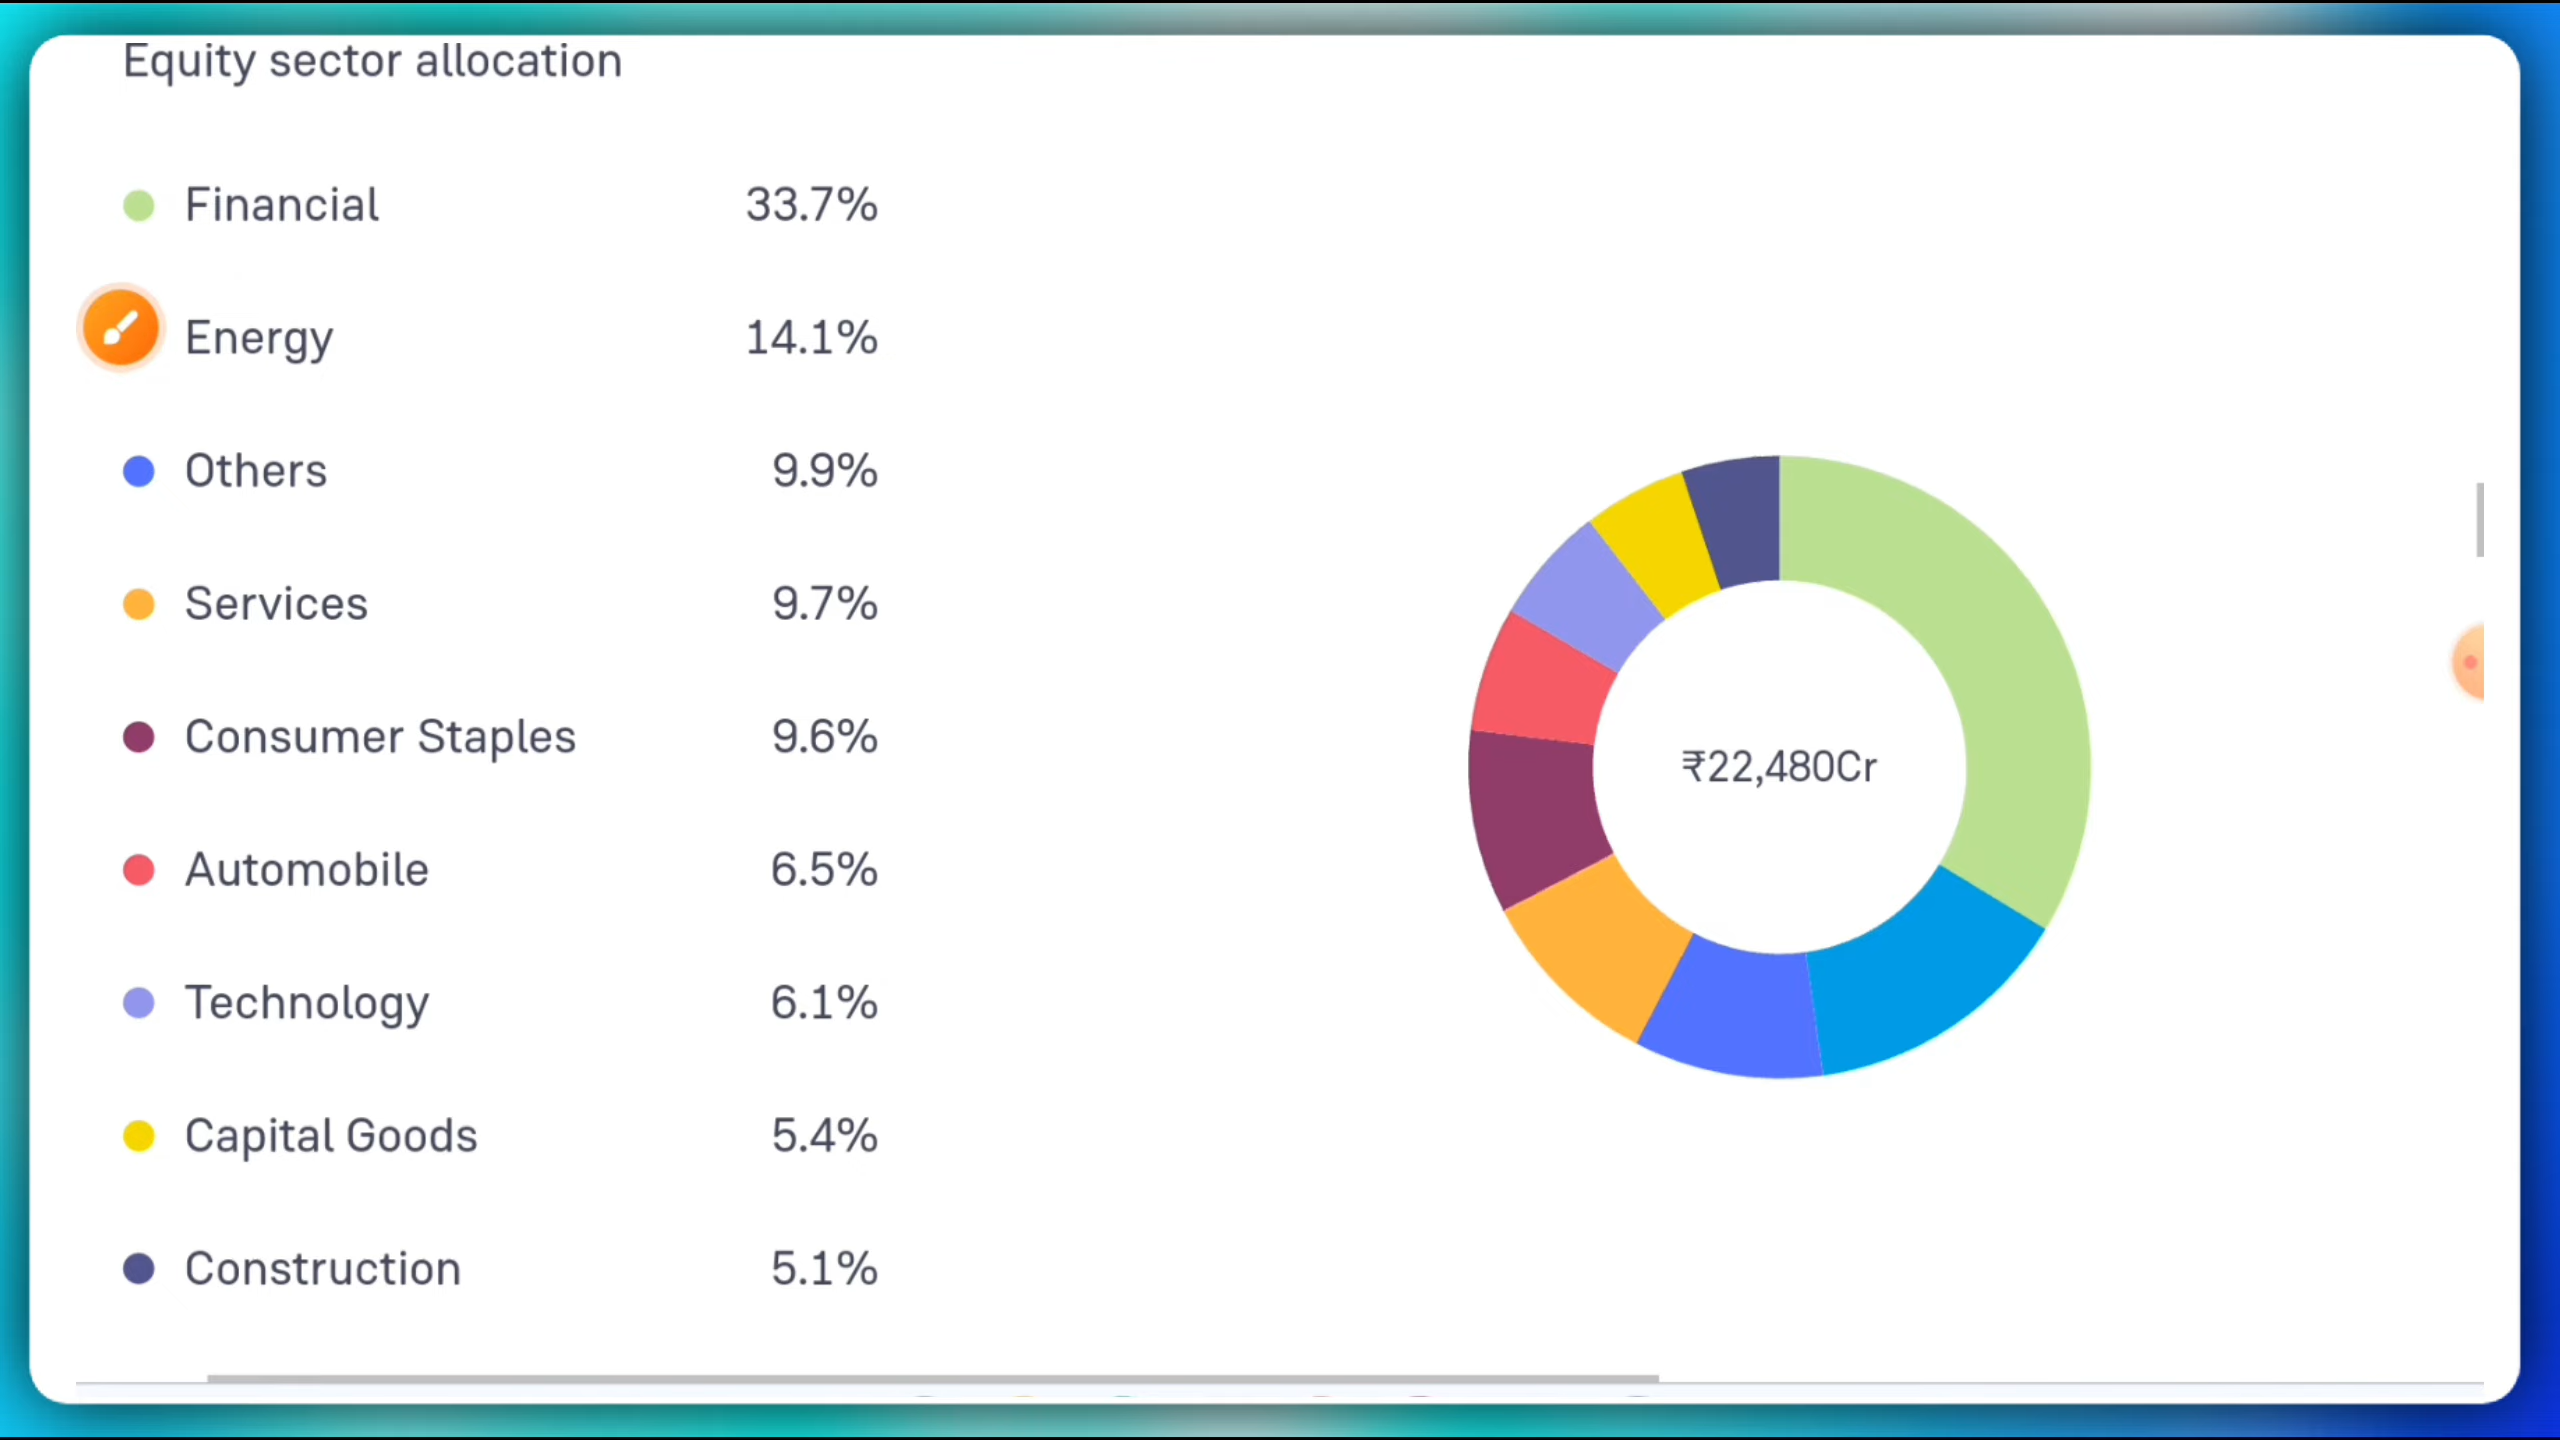 Equity sector allocation
Financial 33.7%
Energy 14.1%
Others 9.9%
Services 9.7%
Consumer Staples 9.6%
Automobile 6.5%
Technology 6.1%
Capital Goods 5.4%
Construction 5.1%
₹22,480Cr